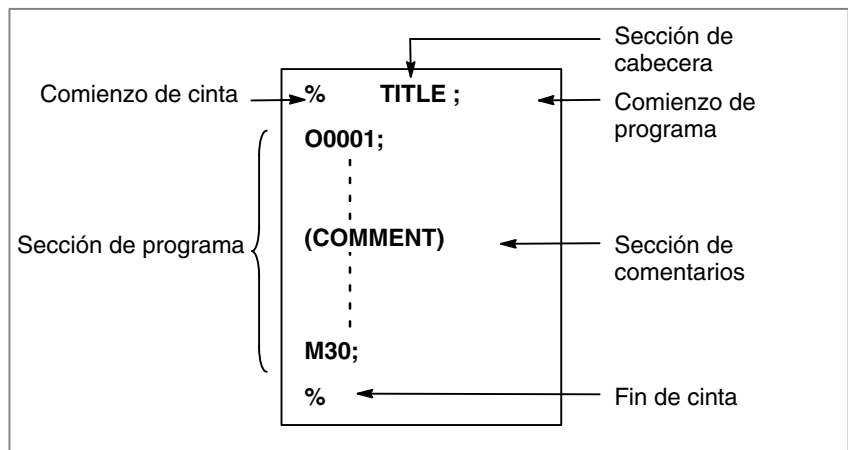 Sección de
cabecera
Comienzo de cinta
% TITLE ;
Comienzo de
programa
O0001;
Sección de programa
(COMMENT)
Sección de
comentarios
M30;
%
Fin de cinta